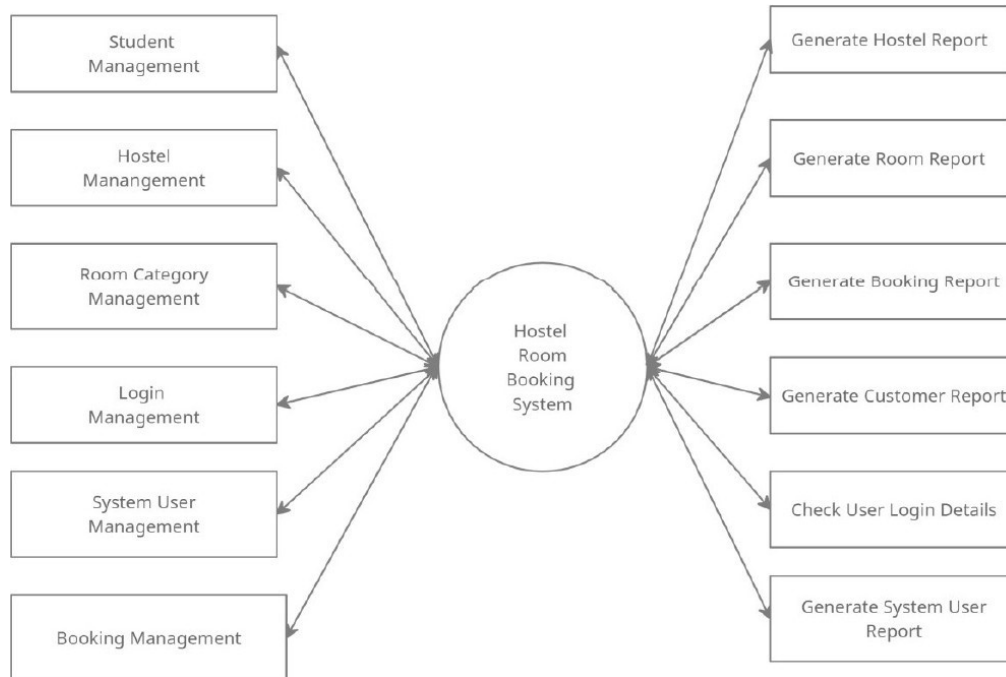 Student
Management
Hostel
Manangement
Room Category
Management
Login
Management
System User
Management
Booking Management
Hostel
Room
Booking
System
Generate Hostel Report
Generate Room Report
Generate Booking Report
Generate Customer Report
Check User Login Details
Generate System User
Report